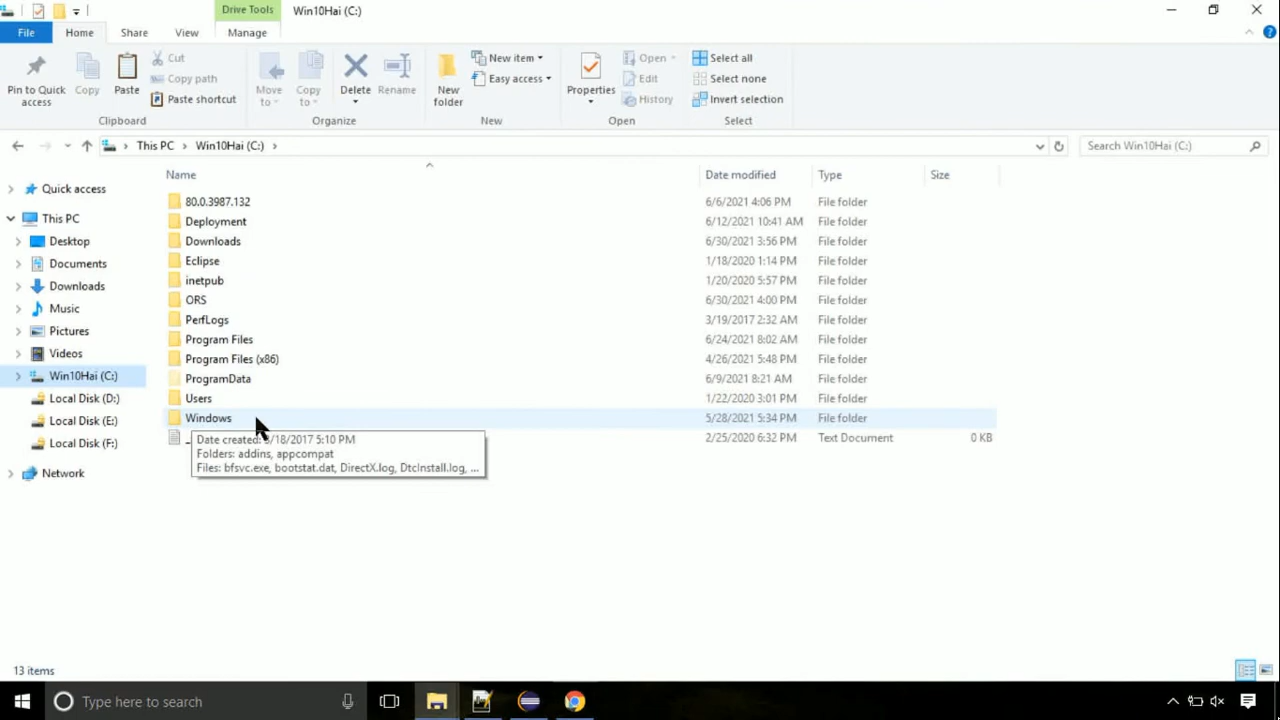 Drive Tools
Win10Hai (C:)
File Home Share View Manage
Pin to Quick access
Copy
Paste
Cut
Copy path
Paste shortcut
Clipboard
Move to
Copy to
Delete
Rename
Organize
New folder
New item
Easy access
New
Properties
Open
Edit
History
Open
Select all
Select none
Invert selection
Select
This PC Win10Hai (C:)
Search Win10Hai (C:)
Quick access
This PC
Desktop
Documents
Downloads
Music
Pictures
Videos
Win10Hai (C:)
Local Disk (D:)
Local Disk (E:)
Local Disk (F:)
Network
Name Date modified Type Size
80.0.3987.132 6/6/2021 4:06 PM File folder
Deployment 6/12/2021 10:41 AM File folder
Downloads 6/30/2021 3:56 PM File folder
Eclipse 1/18/2020 1:14 PM File folder
inetpub 1/20/2020 5:57 PM File folder
ORS 6/30/2021 4:00 PM File folder
PerfLogs 3/19/2017 2:32 AM File folder
Program Files 6/24/2021 8:02 AM File folder
Program Files (x86) 4/26/2021 5:48 PM File folder
ProgramData 6/9/2021 8:21 AM File folder
Users 1/22/2020 3:01 PM File folder
Windows 5/28/2021 5:34 PM File folder
2/25/2020 6:32 PM Text Document 0 KB
Date created: /18/2017 5:10 PM
Folders: addins, appcompat
Files: bfsvc.exe, bootstat.dat, DirectX.log, DtcInstall.log, ...
13 items
Type here to search